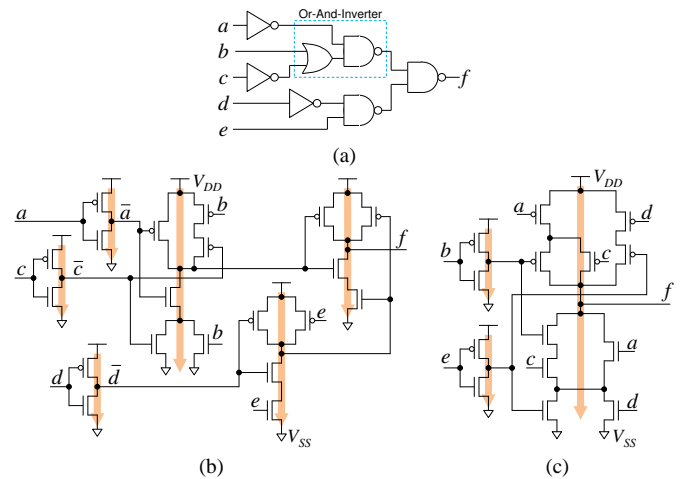 Or-And-Inverter
a
b
c
d
e
f
(a)
V_DD
a
a̅
b
c
c̅
f
b
e
d
d̅
e
V_SS
(b)
V_DD
a
d
b
c
f
e
a
c
d
V_SS
(c)